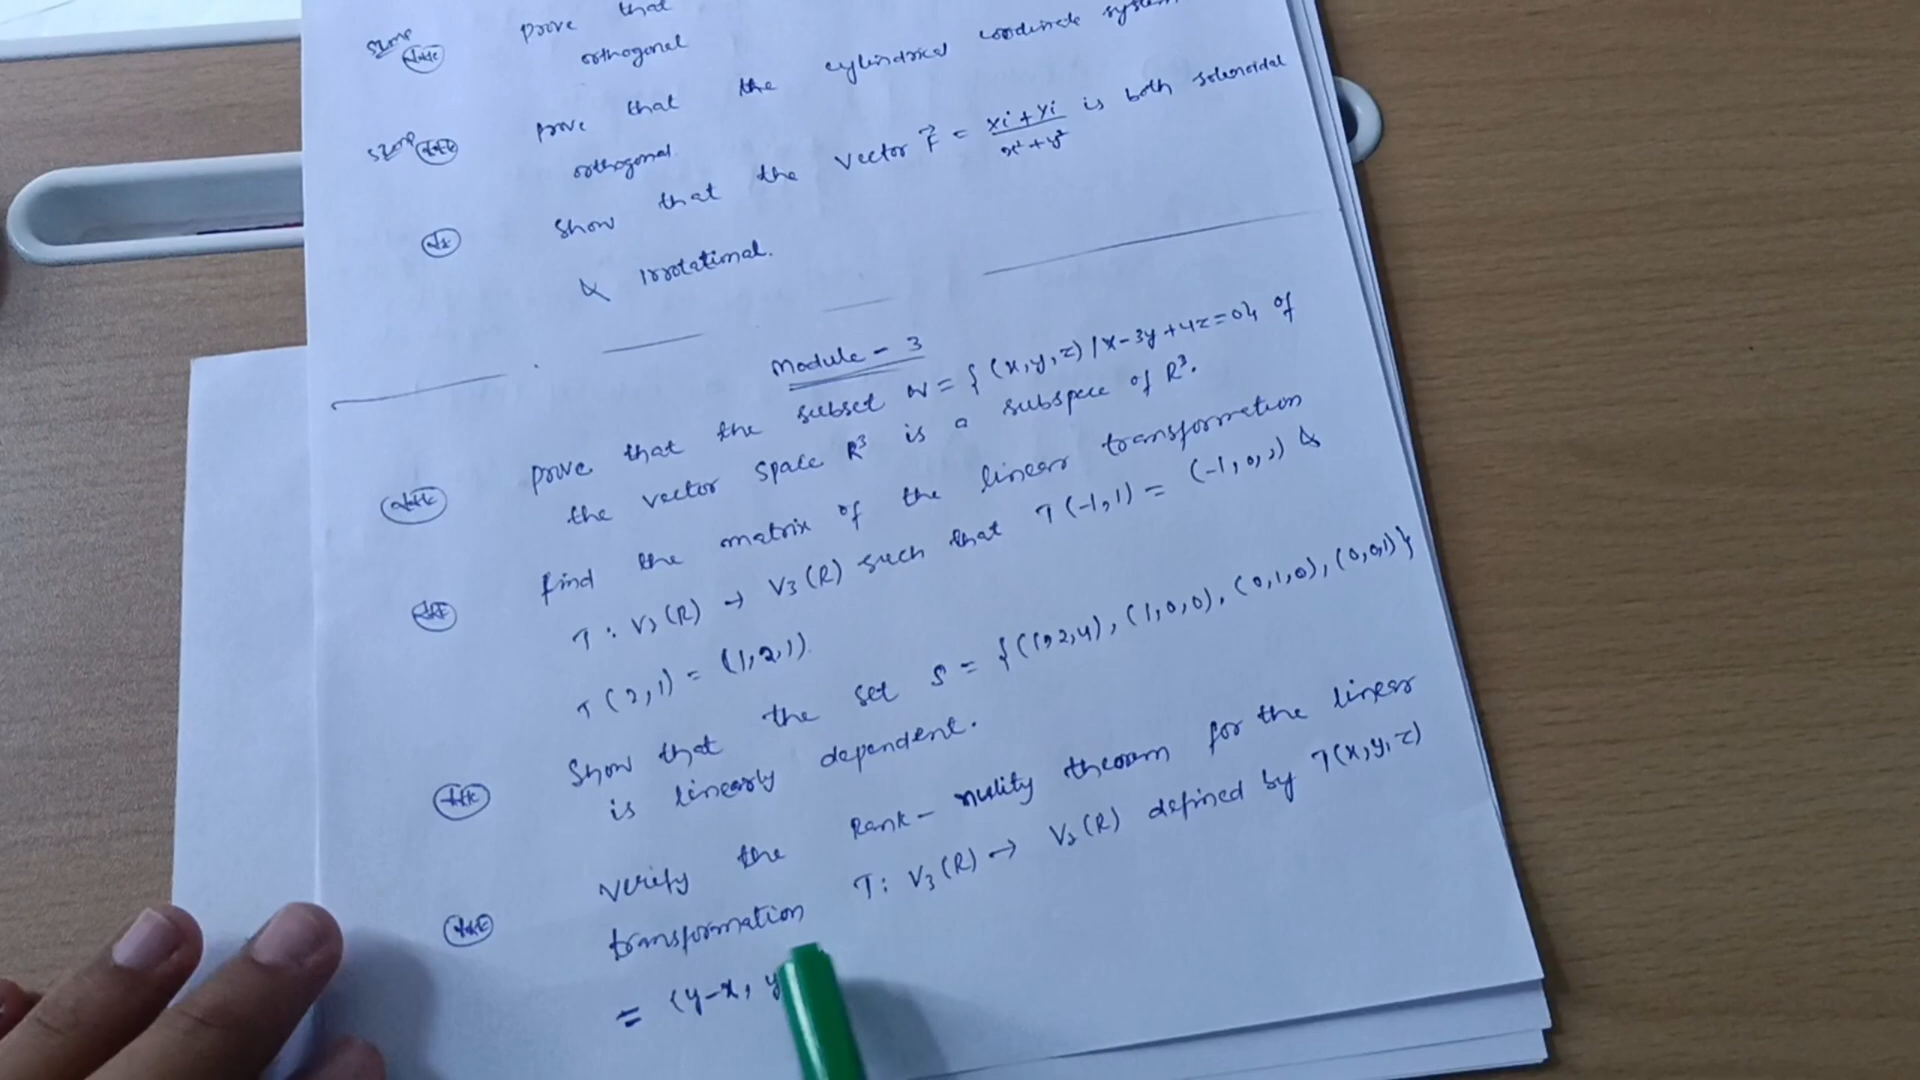 prove that
orthogonal
prove that the cylindrical coordinate system
orthogonal.
Show that the vector F⃗ = xi + yj / x² + y² is both solenoidal
& Irrotational.
Module - 3
prove that the subset W = { (x,y,z) | x-3y+4z=0} of
the vector space R³ is a subspace of R³.
find the matrix of the linear transformation
T : V₂(R) → V₃(R) such that T(-1,1) = (-1,0,2) &
T(2,1) = (1,2,1).
Show that the set S = {(1,2,4), (1,0,0), (0,1,0), (0,0,1)}
is linearly dependent.
verify the Rank - nullity theorem for the linear
transformation T: V₃(R) → V₂(R) defined by T(x,y,z)
= (y-x, y